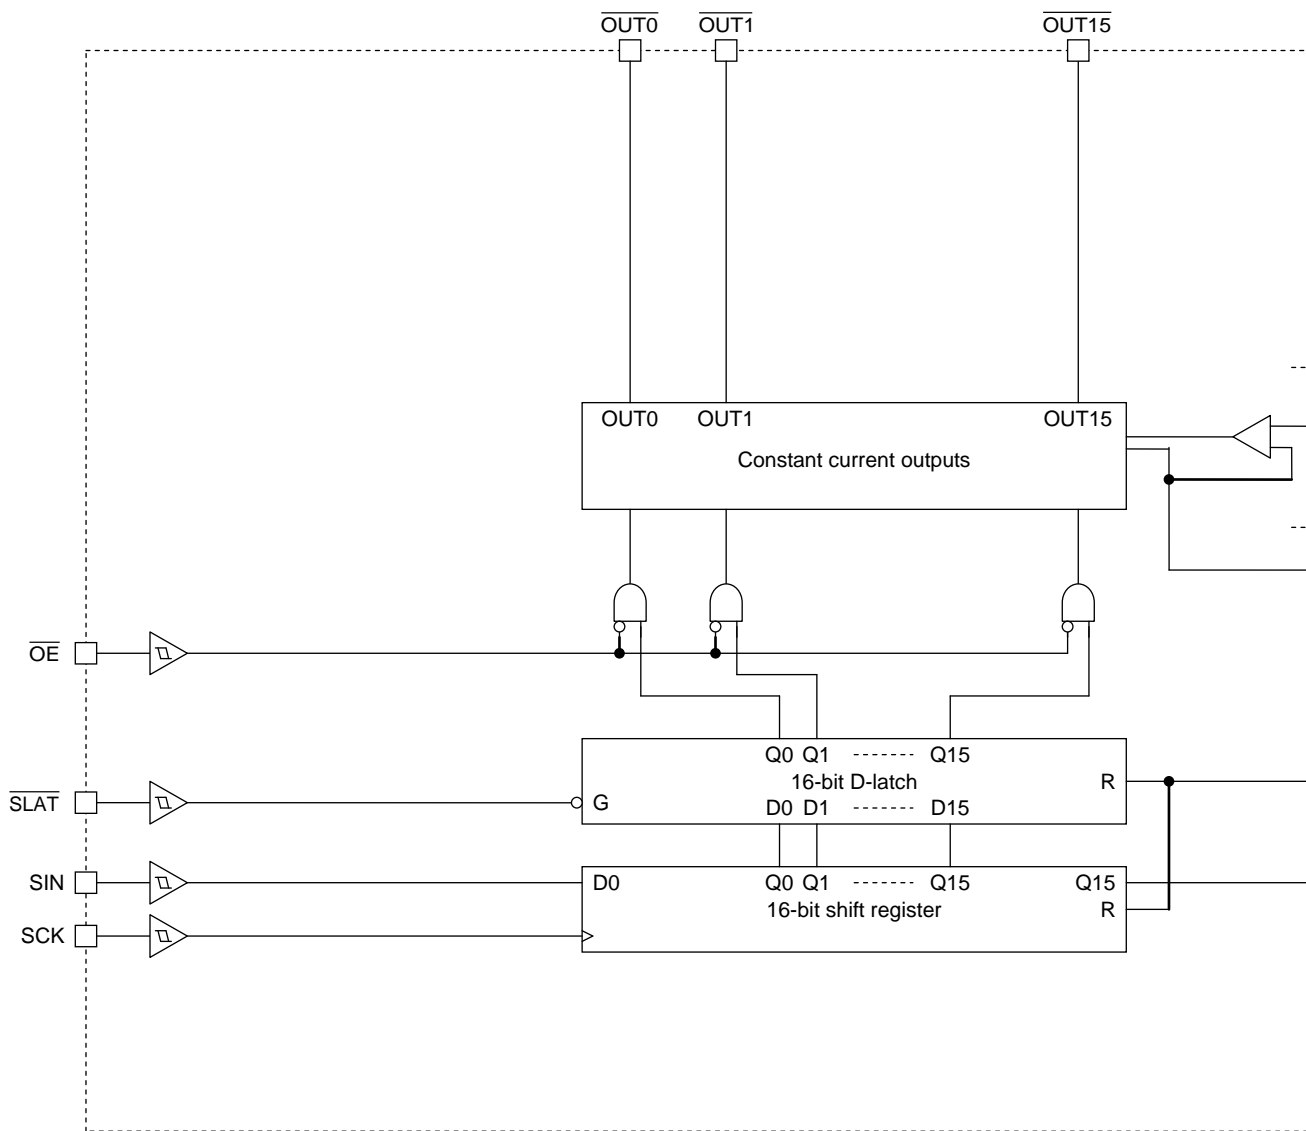 OUT0 OUT1 OUT15
OUT0 OUT1 OUT15
Constant current outputs
OE
Q0 Q1 Q15
16-bit D-latch
R
SLAT
G
D0 D1 D15
SIN
D0 Q0 Q1 Q15 Q15
16-bit shift register
R
SCK